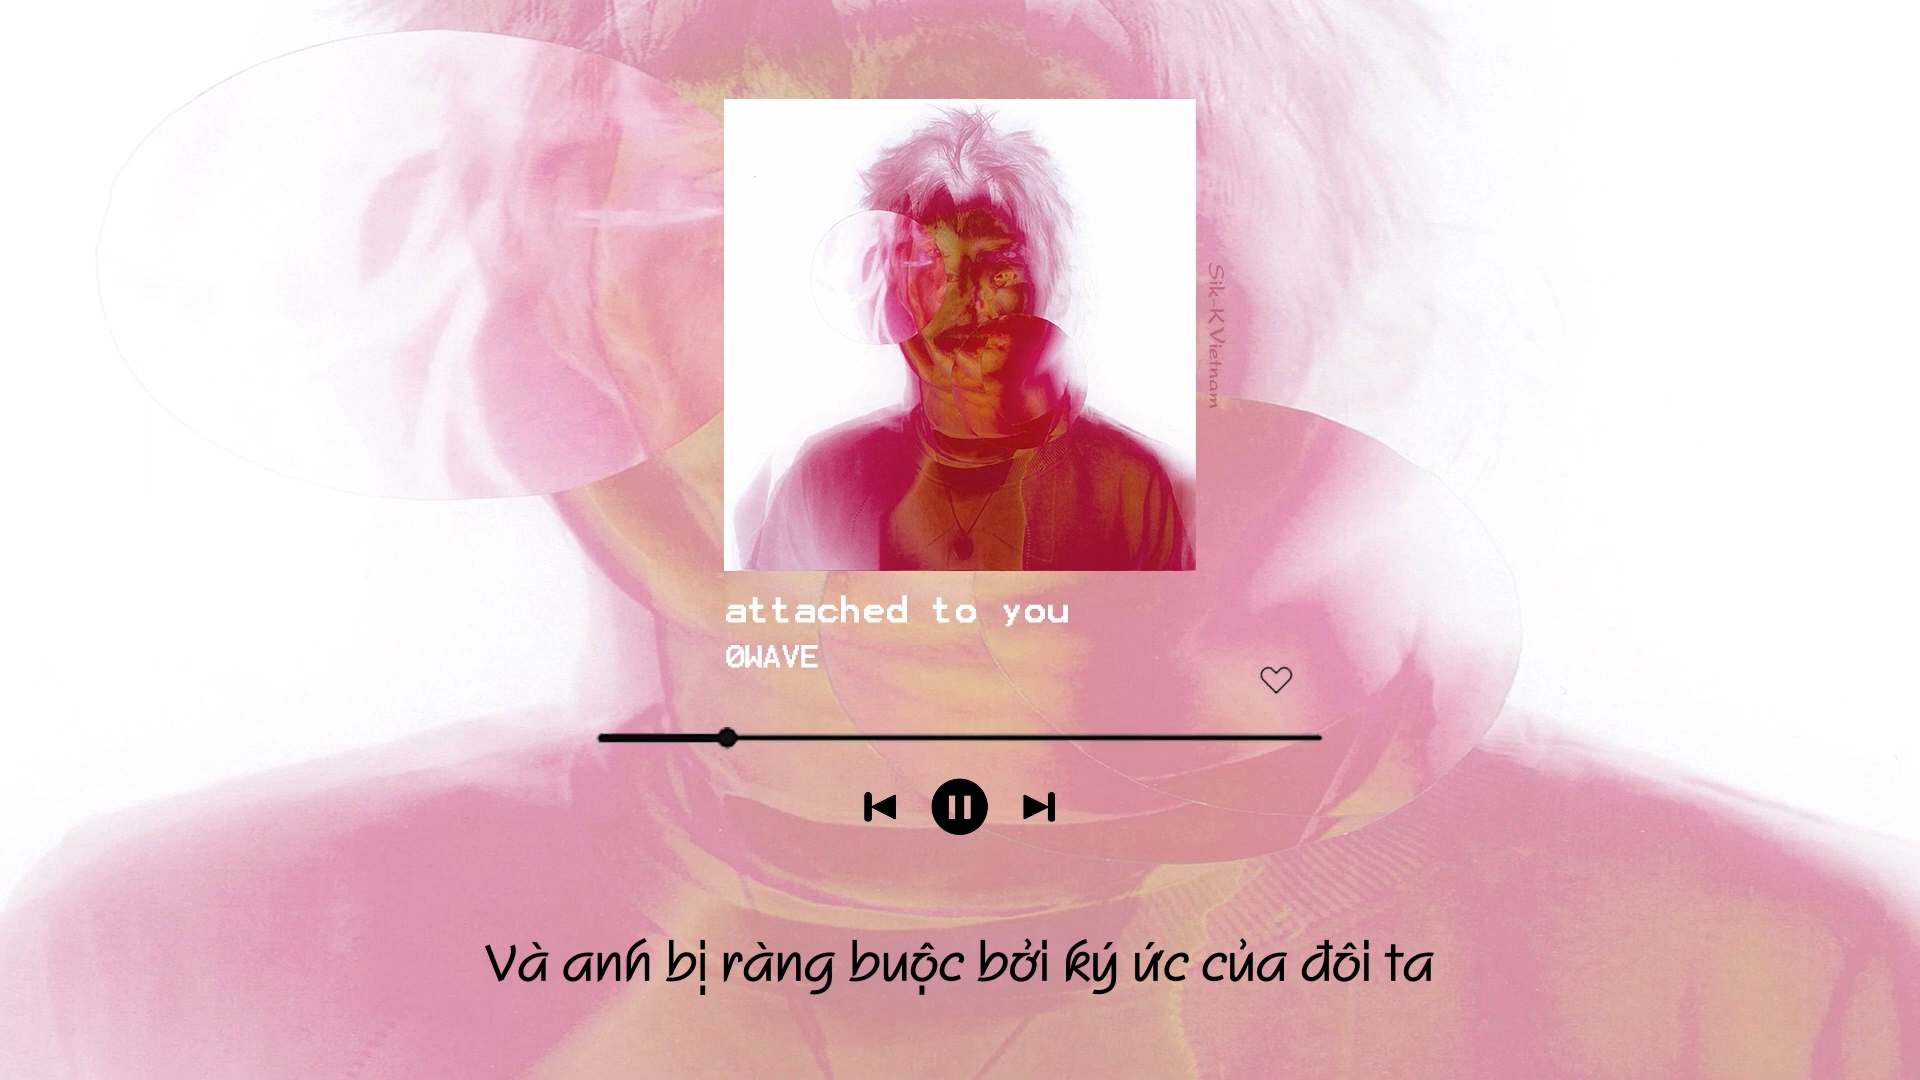 Sik-K Vietnam
attached to you
ØWAVE
Và anh bị ràng buộc bởi ký ức của đôi ta